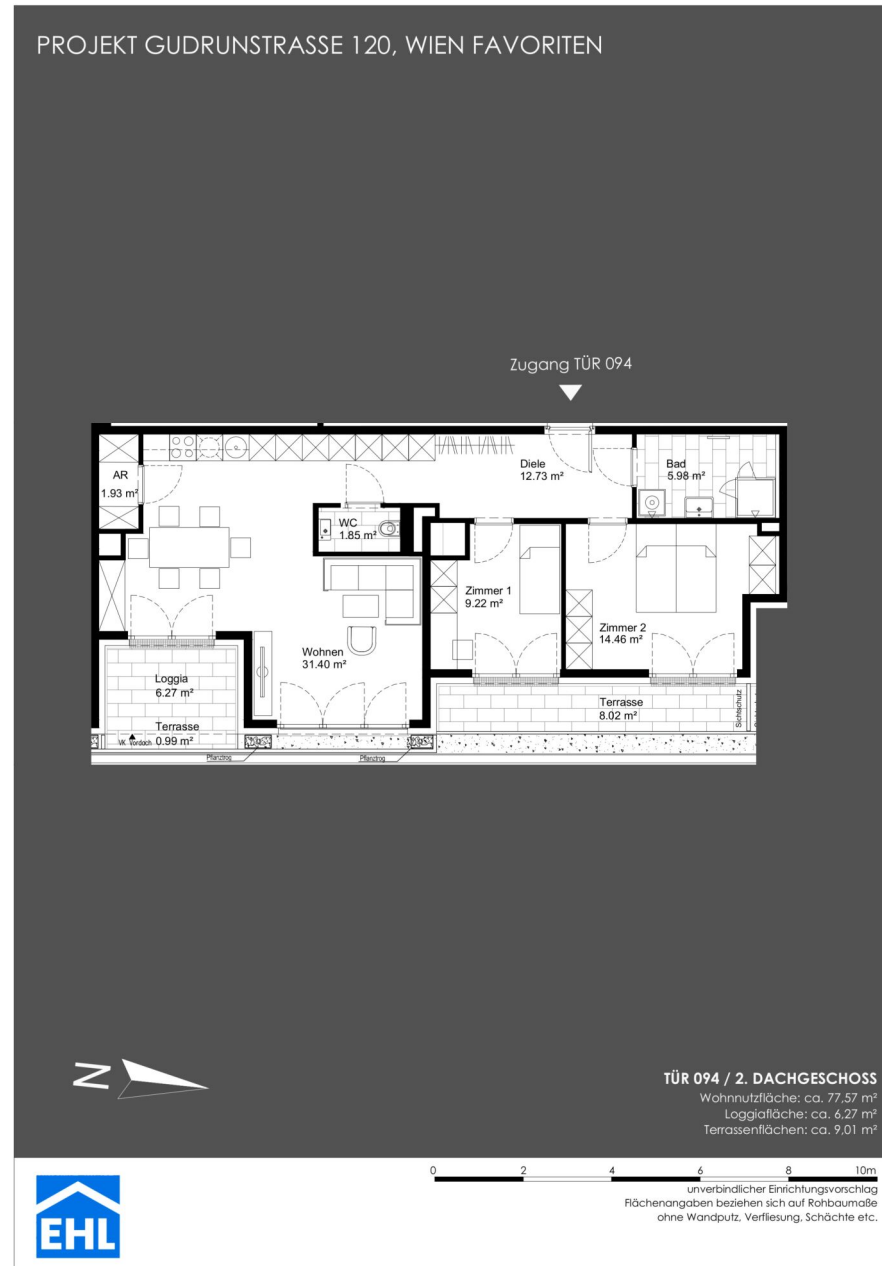 PROJEKT GUDRUNSTRASSE 120, WIEN FAVORITEN
Zugang TÜR 094
AR
1.93 m²
Diele
12.73 m²
Bad
5.98 m²
WC
1.85 m²
Zimmer 1
9.22 m²
Zimmer 2
14.46 m²
Wohnen
31.40 m²
Loggia
6.27 m²
Terrasse
8.02 m²
Sichtschutz
Terrasse
0.99 m²
VK Vordach
Pflanztrog
Pflanztrog
N
TÜR 094 / 2. DACHGESCHOSS
Wohnnutzfläche: ca. 77,57 m²
Loggiafläche: ca. 6,27 m²
Terrassenflächen: ca. 9,01 m²
0 2 4 6 8 10m
unverbindlicher Einrichtungsvorschlag
Flächenangaben beziehen sich auf Rohbaumaße
ohne Wandputz, Verfliesung, Schächte etc.
EHL